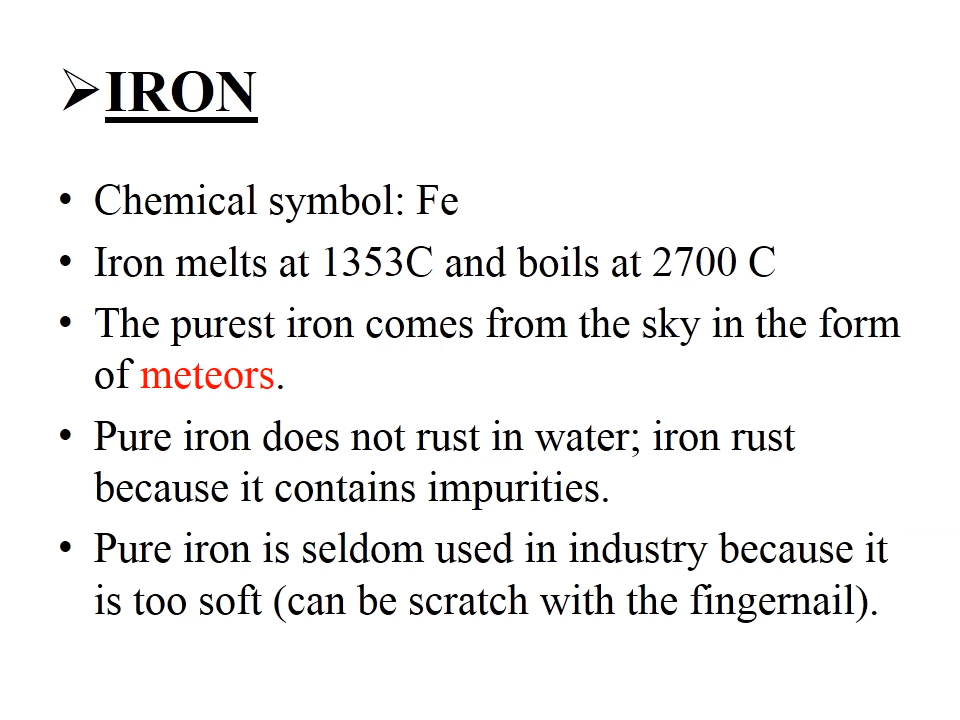 ➢IRON
• Chemical symbol: Fe
• Iron melts at 1353C and boils at 2700 C
• The purest iron comes from the sky in the form
of meteors.
• Pure iron does not rust in water; iron rust
because it contains impurities.
• Pure iron is seldom used in industry because it
is too soft (can be scratch with the fingernail).